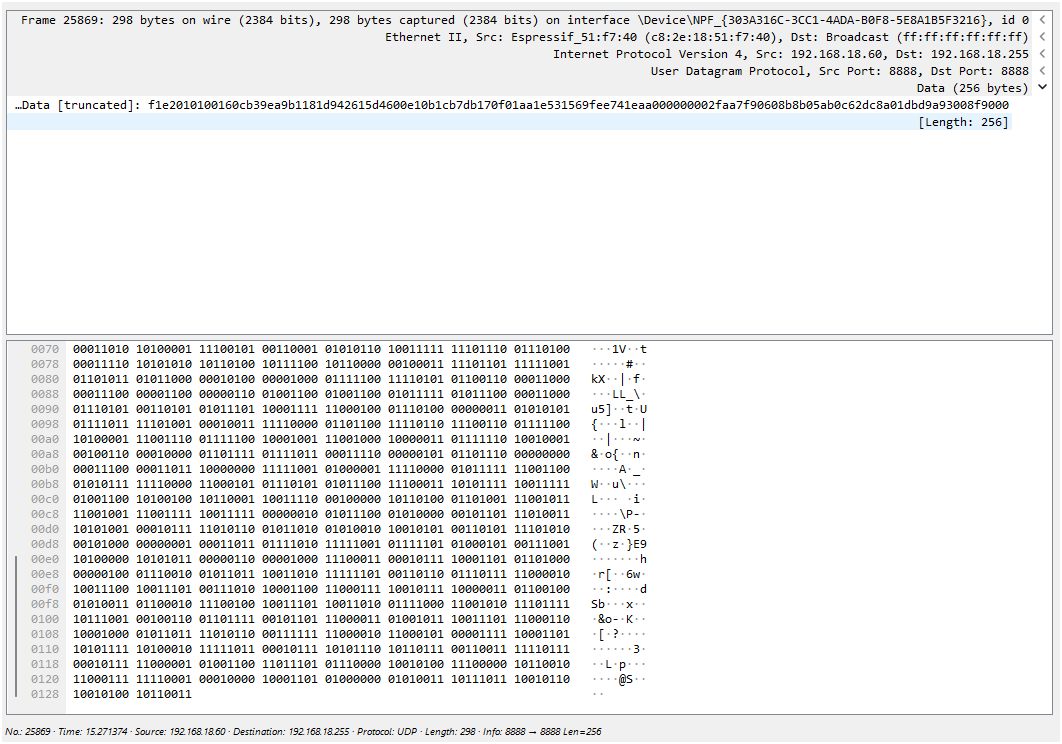 Frame 25869: 298 bytes on wire (2384 bits), 298 bytes captured (2384 bits) on interface \Device\NPF_{303A316C-3CC1-4ADA-B0F8-5E8A1B5F3216}, id 0
Ethernet II, Src: Espressif_51:f7:40 (c8:2e:18:51:f7:40), Dst: Broadcast (ff:ff:ff:ff:ff:ff)
Internet Protocol Version 4, Src: 192.168.18.60, Dst: 192.168.18.255
User Datagram Protocol, Src Port: 8888, Dst Port: 8888
Data (256 bytes)
…Data [truncated]: f1e2010100160cb39ea9b1181d942615d4600e10b1cb7db170f01aa1e531569fee741eaa000000002faa7f90608b8b05ab0c62dc8a01dbd9a93008f9000
[Length: 256]
0070 00011010 10100001 11100101 00110001 01010110 10011111 11101110 01110100 ···1V··t
0078 00011110 10101010 10110100 10111100 10110000 00100011 11101101 11111001 ·····#··
0080 01101011 01011000 00010100 00001000 01111100 11110101 01100110 00011000 kX··|·f·
0088 00011100 01100000 00000110 01001100 01001100 01011111 01011100 00011000 ···LL_\·
0090 01110101 00110101 01011101 10001111 11000100 01110100 00000011 01010101 u5]··t·U
0098 01111011 11101001 00010011 11110000 01101100 11110110 11100110 01111100 {···l··|
00a0 10100001 11001110 01111100 10001001 11001000 10000011 01111110 10010001 ··|···~·
00a8 00100110 00010000 01101111 01111011 00011110 00000101 01101110 00000000 &·o{··n·
00b0 00011100 00011011 10000000 11111001 01000001 11110000 01011111 11001100 ····A·_·
00b8 01010111 11110000 11000101 01110101 01011100 11100011 10101111 10011111 W··u\···
00c0 01001100 10100100 10110001 10011110 00100000 10110100 01101001 11001011 L··· ·i·
00c8 11001001 11001111 10011111 00000010 01011100 01010000 00101101 11010011 ····\P-·
00d0 10101001 00010111 11010110 01011010 01010010 10010101 00110101 11101010 ···ZR·5·
00d8 00101000 00000001 00011011 01111010 11111001 01111101 01000101 00111001 (··z·}E9
00e0 10100000 10101011 00000110 00001000 11100011 00010111 11001101 01101000 ·······h
00e8 00000100 01110010 01011011 10011010 11111101 00110110 01110111 11000010 ·r[··6w·
00f0 10011100 10011101 00111010 10001100 11000111 10010111 10000011 01100100 ··:····d
00f8 01010011 01100010 11100100 10011101 10011010 01111000 11001010 11101111 Sb···x··
0100 10111001 00100110 01101111 00101101 11000011 01001011 10011101 11000110 ·&o-·K··
0108 10001000 01011011 11010110 00111111 11000010 11000101 00001111 10001101 ·[·?····
0110 10101111 10100100 11111011 00010111 10101110 10110111 00110011 11110111 ······3·
0118 00010111 11000001 01001100 11011101 01110000 10010100 11100000 10110010 ··L·p···
0120 11000111 11110001 00010000 10001101 01000000 01010011 10111011 10010110 ····@S··
0128 10010100 10110011 ··
No.: 25869 · Time: 15.271374 · Source: 192.168.18.60 · Destination: 192.168.18.255 · Protocol: UDP · Length: 298 · Info: 8888 → 8888 Len=256